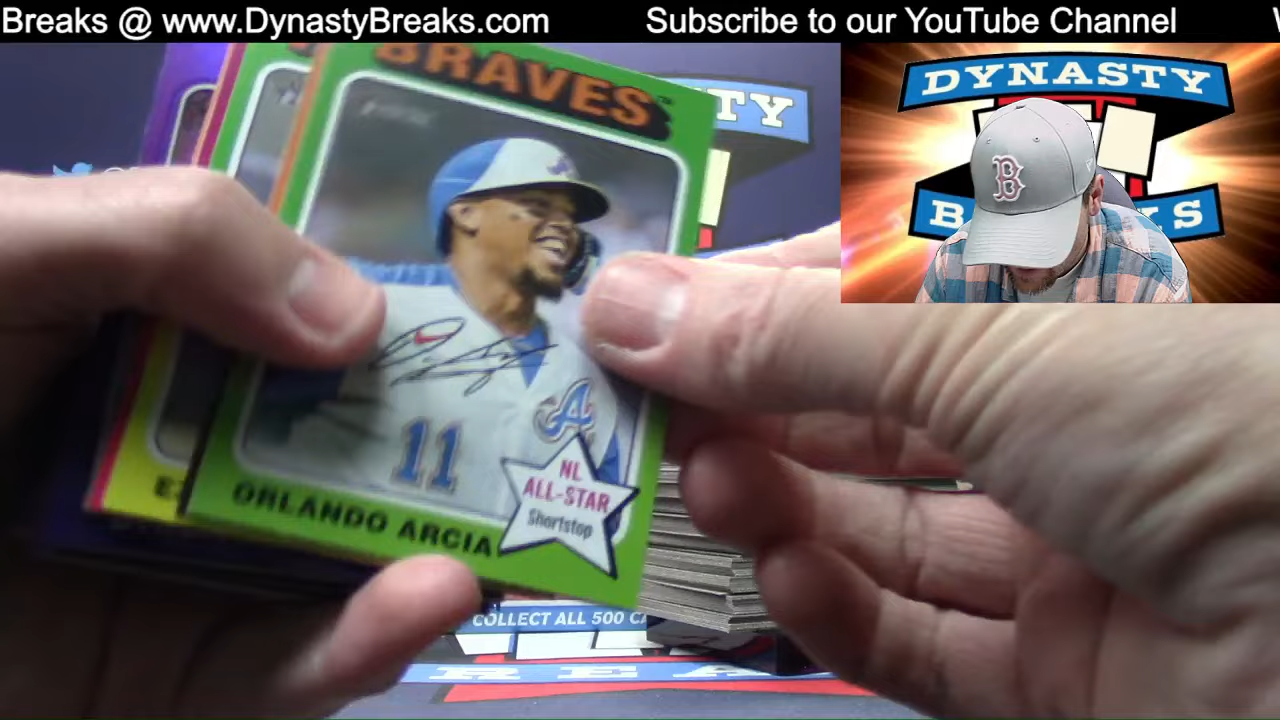 Breaks @ www.DynastyBreaks.com Subscribe to our YouTube Channel
BRAVES
TY
DYNASTY
B
B
S
A
11
NL
ALL-STAR
Shortstop
ORLANDO ARCIA
COLLECT ALL 500
R E A